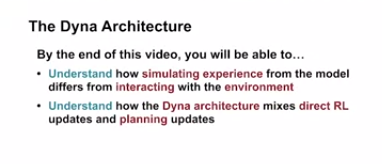 The Dyna Architecture
By the end of this video, you will be able to...
• Understand how simulating experience from the model
differs from interacting with the environment
• Understand how the Dyna architecture mixes direct RL
updates and planning updates